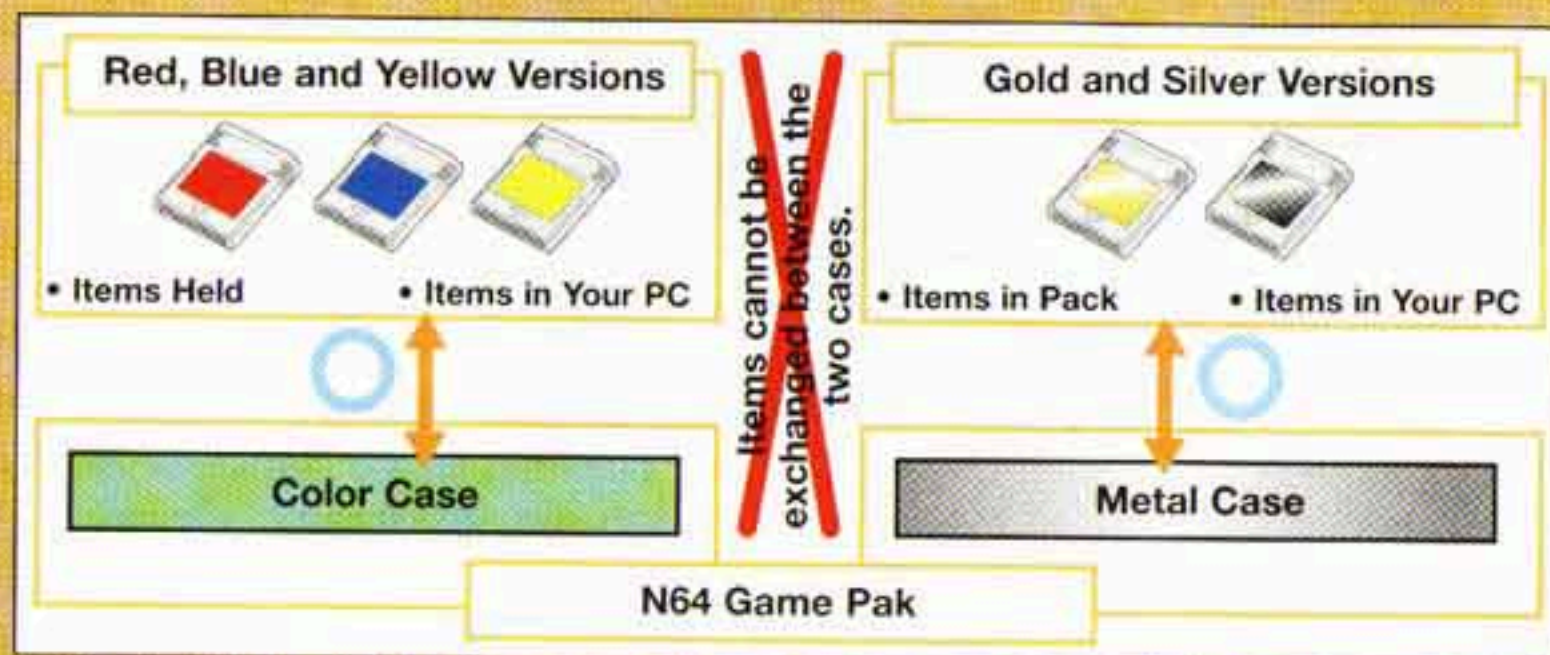 Red, Blue and Yellow Versions
• Items Held
• Items in Your PC
Items cannot be
exchanged between the
two cases.
Gold and Silver Versions
• Items in Pack
• Items in Your PC
Color Case
Metal Case
N64 Game Pak